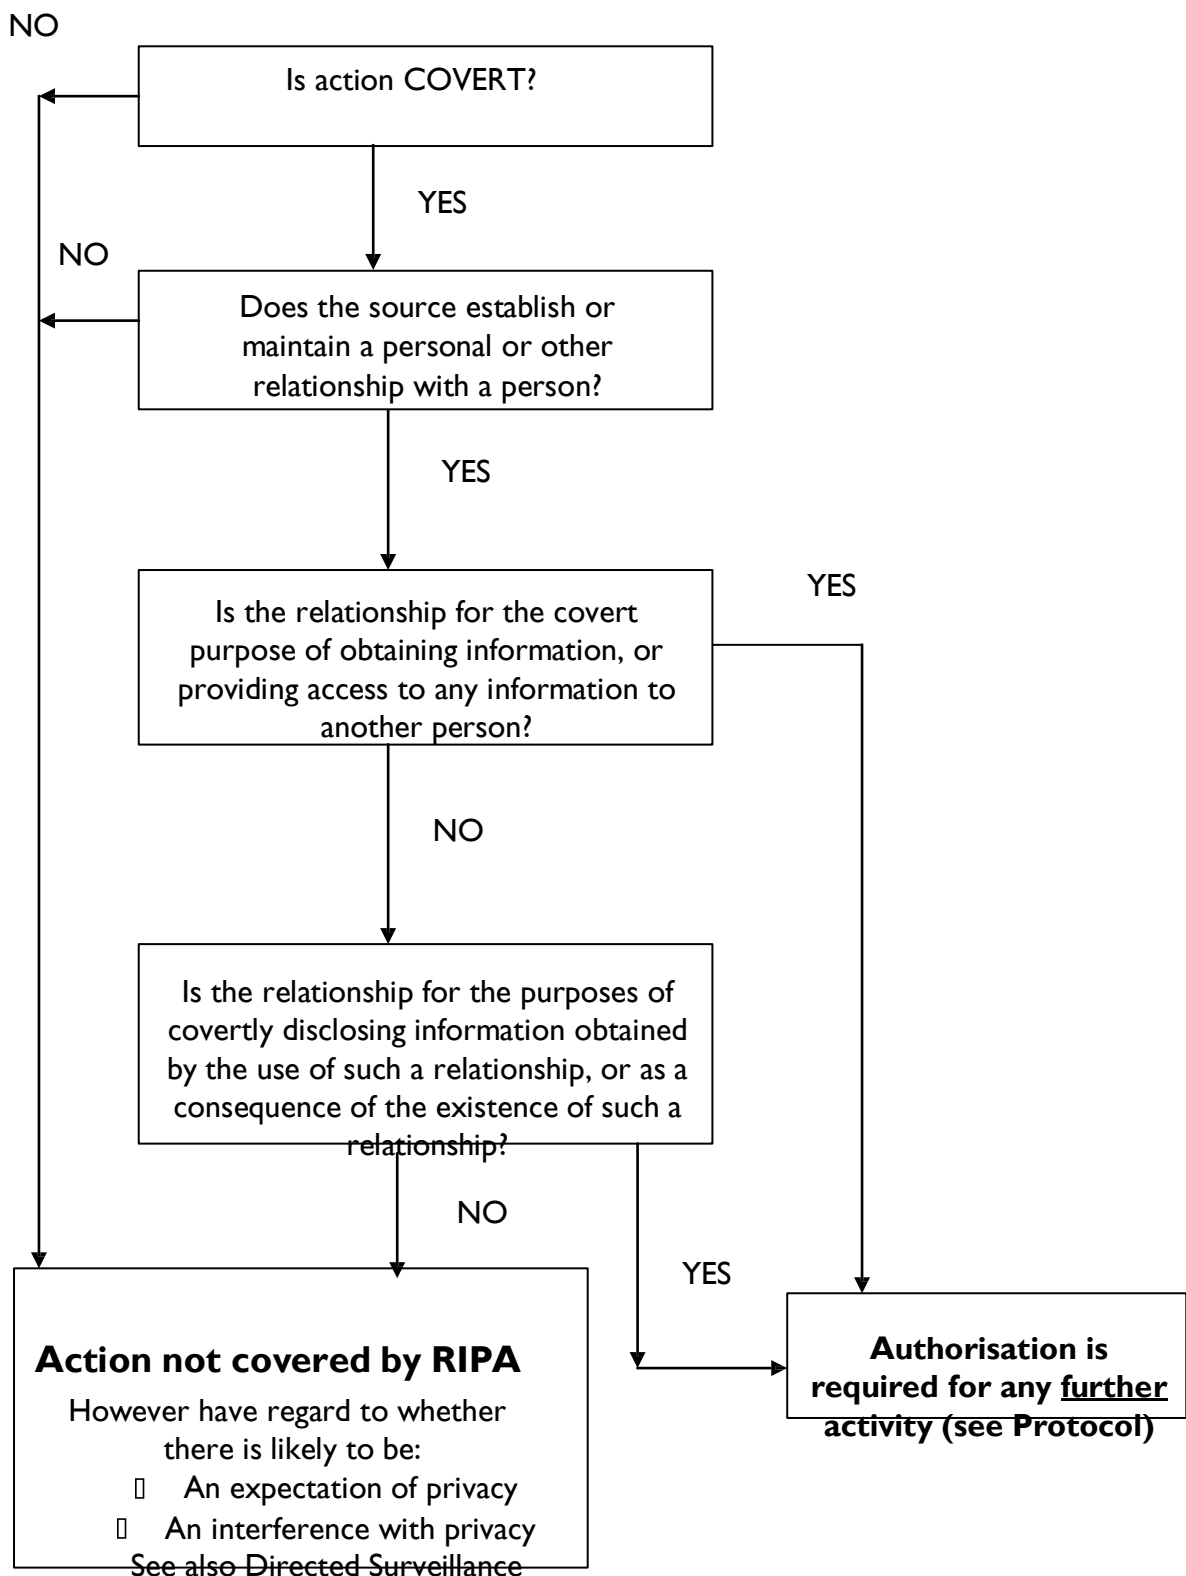 NO
Is action COVERT?
YES
NO
Does the source establish or
maintain a personal or other
relationship with a person?
YES
YES
Is the relationship for the covert
purpose of obtaining information, or
providing access to any information to
another person?
NO
Is the relationship for the purposes of
covertly disclosing information obtained
by the use of such a relationship, or as a
consequence of the existence of such a
relationship?
NO
YES
Action not covered by RIPA
However have regard to whether
there is likely to be:
▯ An expectation of privacy
▯ An interference with privacy
See also Directed Surveillance
Authorisation is
required for any further
activity (see Protocol)